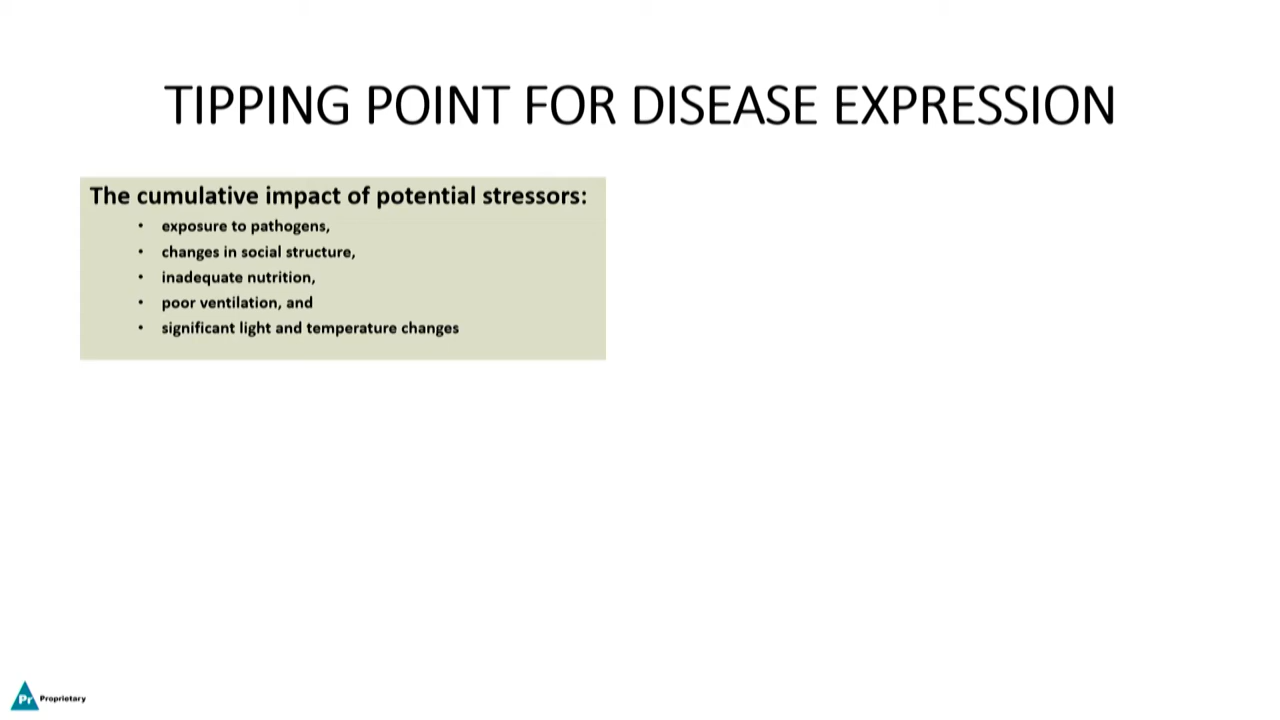 TIPPING POINT FOR DISEASE EXPRESSION
The cumulative impact of potential stressors:
• exposure to pathogens,
• changes in social structure,
• inadequate nutrition,
• poor ventilation, and
• significant light and temperature changes
Pr Proprietary